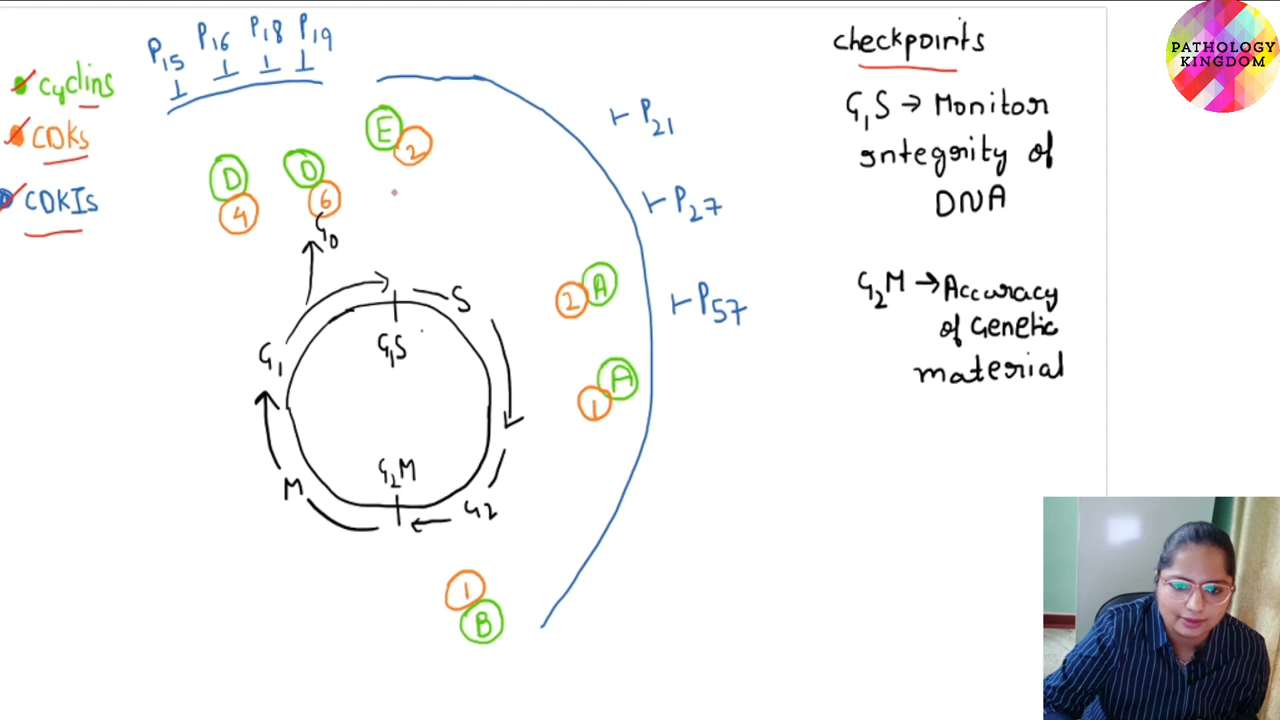 P15 P16 P18 P19
Cyclins
CDKs
CDKIs
D
4
D
6
E
2
P21
P27
P57
2 A
A
1
1
B
G0
G1
S
G1S
G2M
M
G2
Checkpoints
G1S → Monitor
Integrity of
DNA
G2M → Accuracy
of Genetic
material
PATHOLOGY
KINGDOM